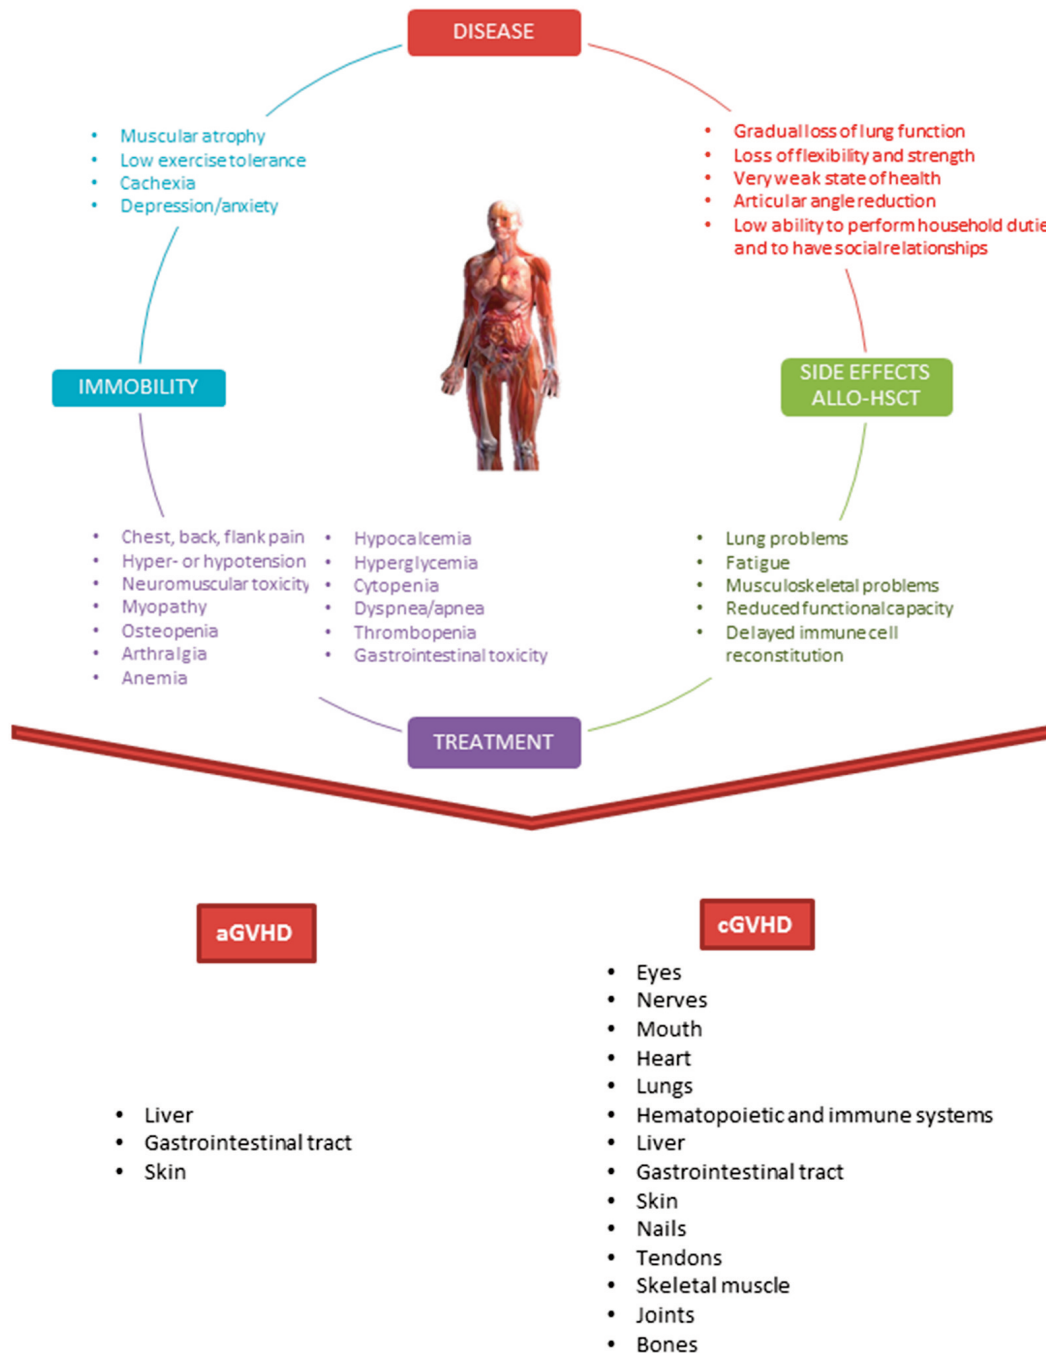 DISEASE
• Muscular atrophy
• Low exercise tolerance
• Cachexia
• Depression/anxiety
• Gradual loss of lung function
• Loss of flexibility and strength
• Very weak state of health
• Articular angle reduction
• Low ability to perform household dutie
and to have social relationships
IMMOBILITY
SIDE EFFECTS
ALLO-HSCT
• Chest, back, flank pain
• Hyper- or hypotension
• Neuromuscular toxicity
• Myopathy
• Osteopenia
• Arthralgia
• Anemia
• Hypocalcemia
• Hyperglycemia
• Cytopenia
• Dyspnea/apnea
• Thrombopenia
• Gastrointestinal toxicity
• Lung problems
• Fatigue
• Musculoskeletal problems
• Reduced functional capacity
• Delayed immune cell
reconstitution
TREATMENT
aGVHD
• Liver
• Gastrointestinal tract
• Skin
cGVHD
• Eyes
• Nerves
• Mouth
• Heart
• Lungs
• Hematopoietic and immune systems
• Liver
• Gastrointestinal tract
• Skin
• Nails
• Tendons
• Skeletal muscle
• Joints
• Bones